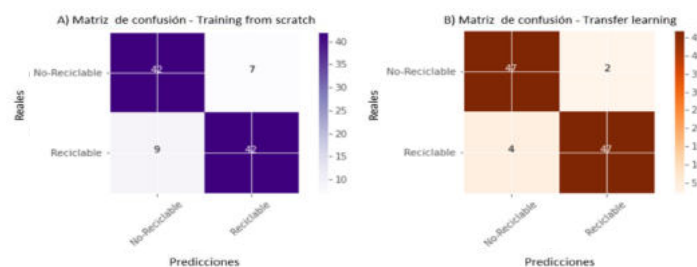 A) Matriz de confusión - Training from scratch
No-Reciclable
Reciclable
Reales
42
7
9
42
40
35
30
25
20
15
10
No-Reciclable
Reciclable
Predicciones
B) Matriz de confusión - Transfer learning
No-Reciclable
Reciclable
Reales
47
2
4
47
5
No-Reciclable
Reciclable
Predicciones